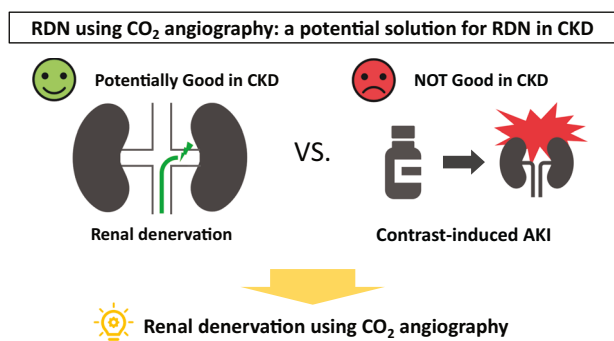 RDN using CO₂ angiography: a potential solution for RDN in CKD
Potentially Good in CKD
NOT Good in CKD
VS.
Renal denervation
Contrast-induced AKI
Renal denervation using CO₂ angiography